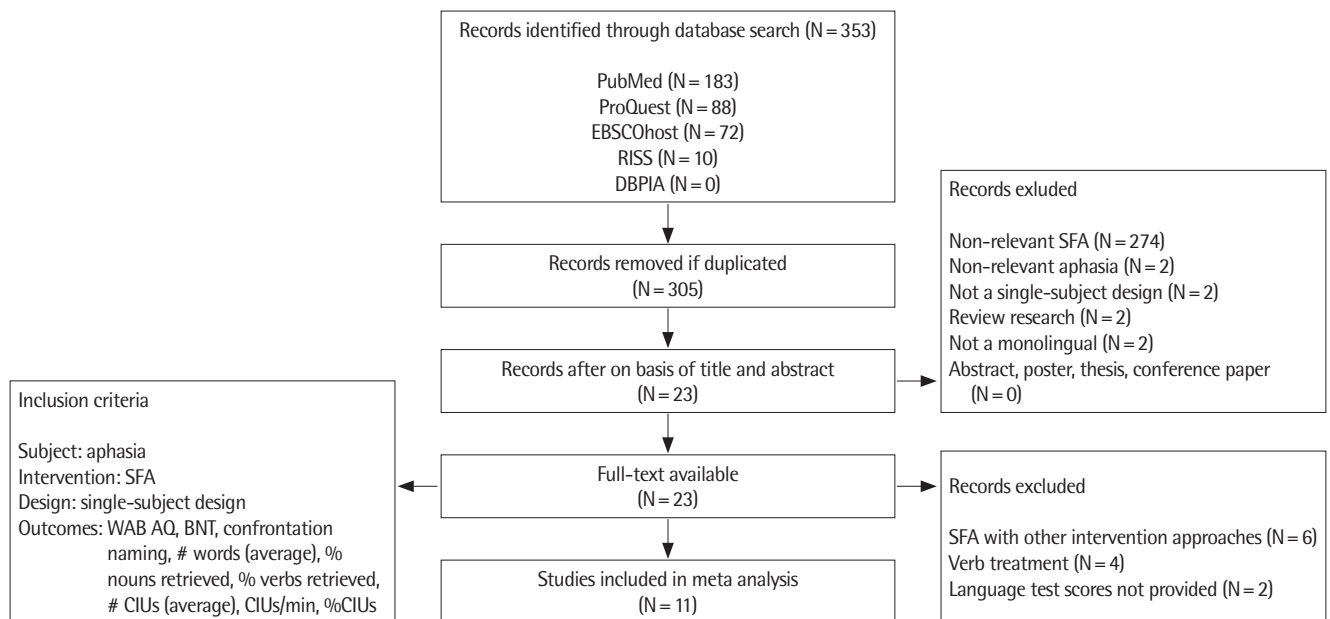 Records identified through database search (N=353)
PubMed (N=183)
ProQuest (N=88)
EBSCOhost (N=72)
RISS (N=10)
DBPIA (N=0)
Records removed if duplicated
(N=305)
Records exluded
Non-relevant SFA (N=274)
Non-relevant aphasia (N=2)
Not a single-subject design (N=2)
Review research (N=2)
Not a monolingual (N=2)
Abstract, poster, thesis, conference paper
(N=0)
Records after on basis of title and abstract
(N=23)
Inclusion criteria
Subject: aphasia
Intervention: SFA
Design: single-subject design
Outcomes: WAB AQ, BNT, confrontation
naming, # words (average), %
nouns retrieved, % verbs retrieved,
# CIUs (average), CIUs/min, %CIUs
Full-text available
(N=23)
Records excluded
SFA with other intervention approaches (N=6)
Verb treatment (N=4)
Language test scores not provided (N=2)
Studies included in meta analysis
(N=11)